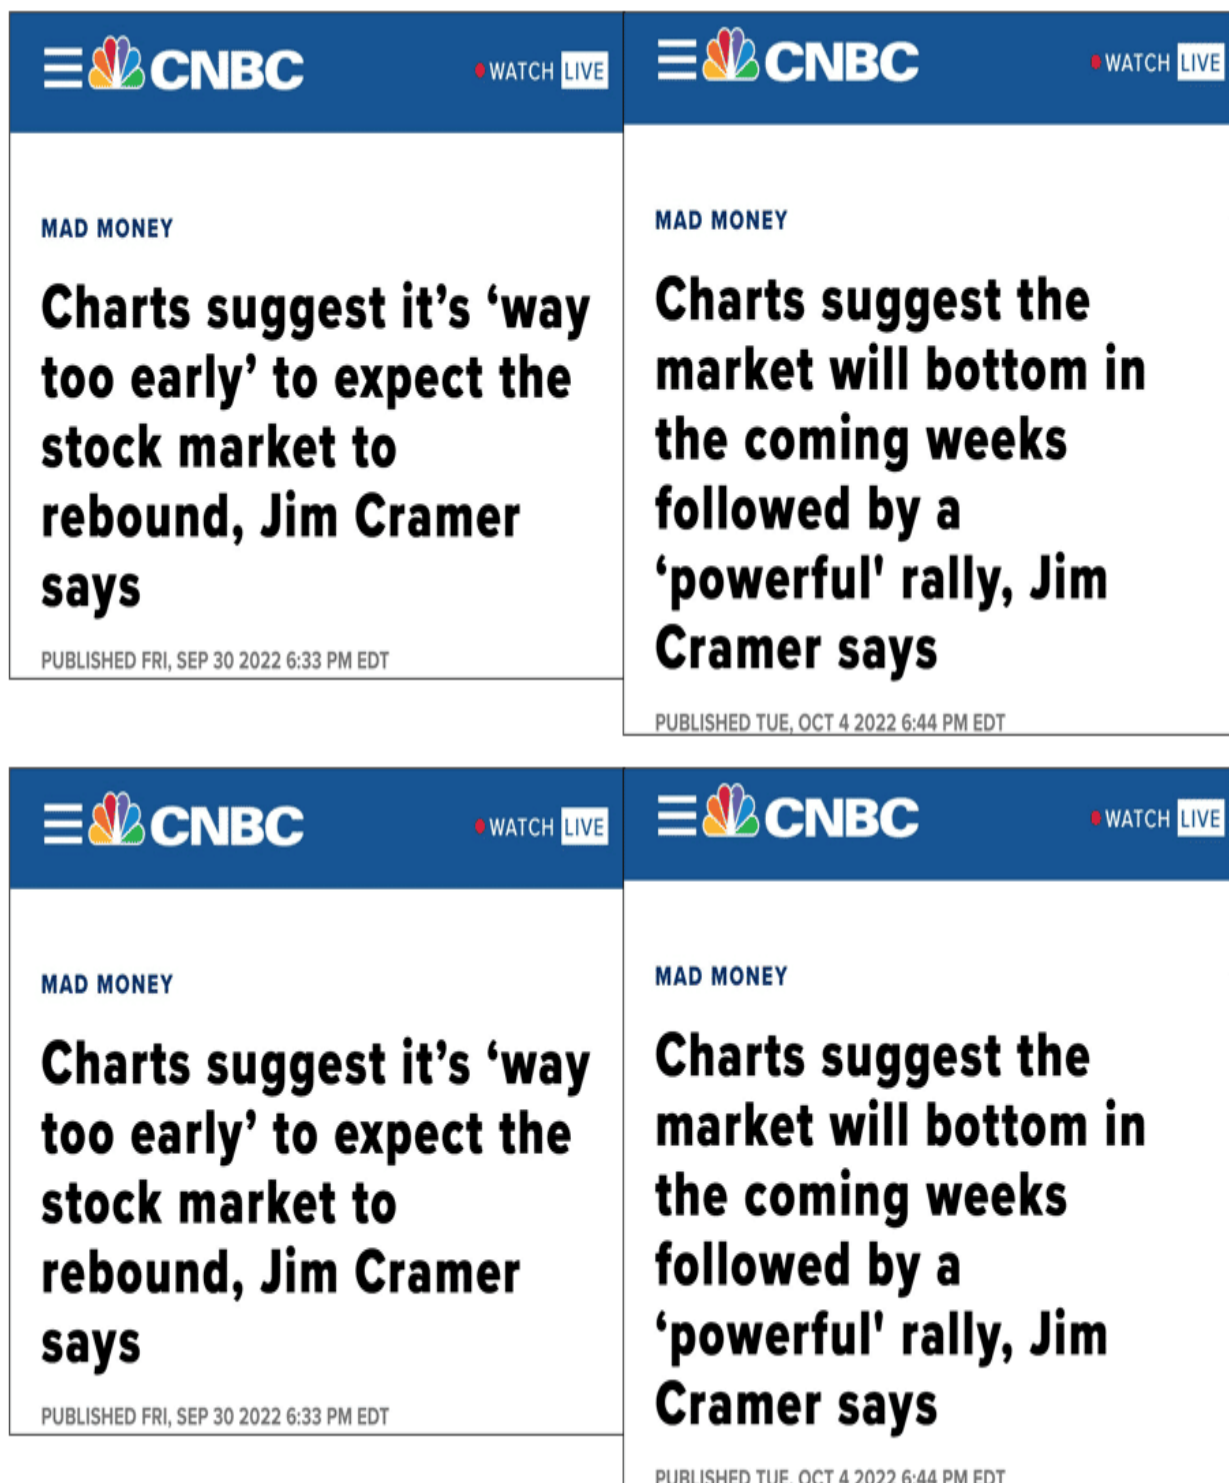 CNBC
WATCH LIVE
MAD MONEY
Charts suggest it’s ‘way
too early’ to expect the
stock market to
rebound, Jim Cramer
says
PUBLISHED FRI, SEP 30 2022 6:33 PM EDT
CNBC
WATCH LIVE
MAD MONEY
Charts suggest the
market will bottom in
the coming weeks
followed by a
‘powerful' rally, Jim
Cramer says
PUBLISHED TUE, OCT 4 2022 6:44 PM EDT
CNBC
WATCH LIVE
MAD MONEY
Charts suggest it’s ‘way
too early’ to expect the
stock market to
rebound, Jim Cramer
says
PUBLISHED FRI, SEP 30 2022 6:33 PM EDT
CNBC
WATCH LIVE
MAD MONEY
Charts suggest the
market will bottom in
the coming weeks
followed by a
‘powerful' rally, Jim
Cramer says
PUBLISHED TUE, OCT 4 2022 6:44 PM EDT